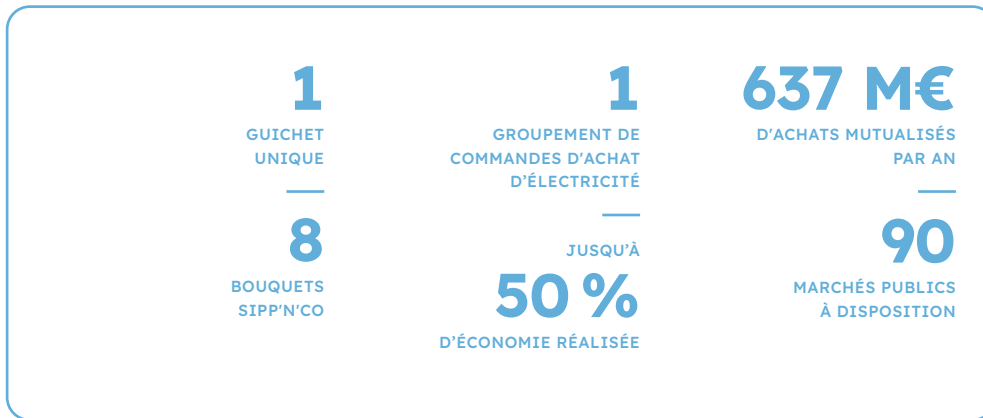 1
GUICHET
UNIQUE
8
BOUQUETS
SIPP'N'CO
1
GROUPEMENT DE
COMMANDES D'ACHAT
D’ÉLECTRICITÉ
JUSQU’À
50 %
D’ÉCONOMIE RÉALISÉE
637 M€
D'ACHATS MUTUALISÉS
PAR AN
90
MARCHÉS PUBLICS
À DISPOSITION